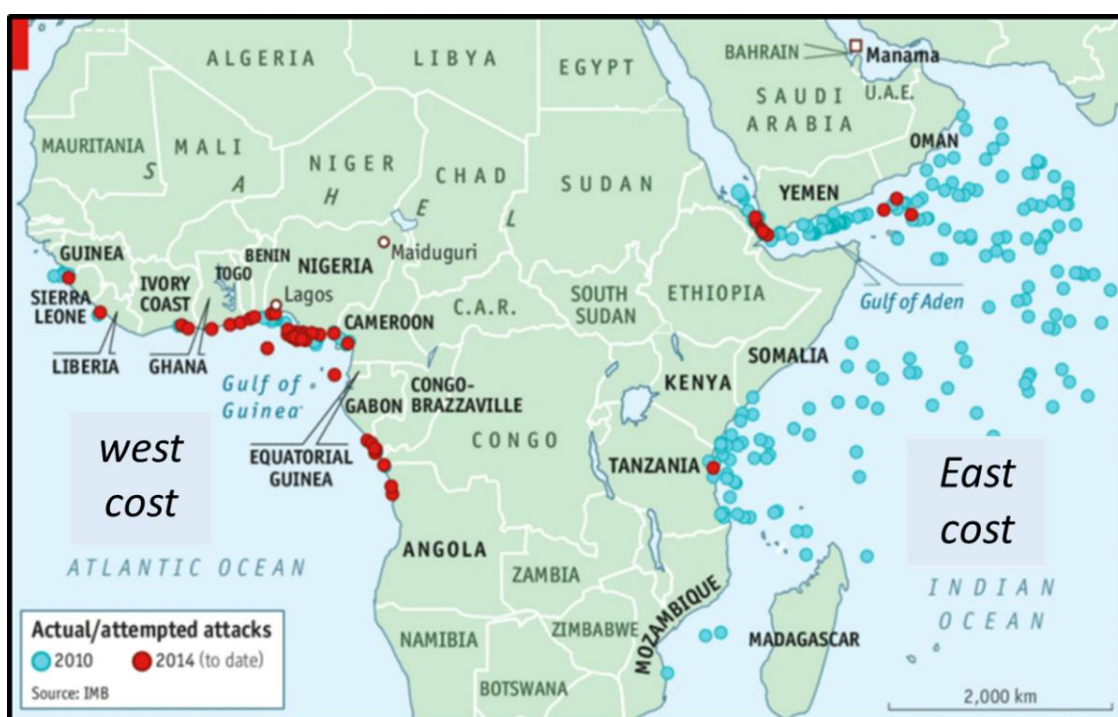 ALGERIA
LIBYA
EGYPT
BAHRAIN
Manama
SAUDI
ARABIA
U.A.E.
OMAN
MAURITANIA
MALI
NIGER
CHAD
SUDAN
YEMEN
SAHEL
Maiduguri
GUINEA
SIERRA
LEONE
IVORY
COAST
TOGO
BENIN
NIGERIA
Lagos
C.A.R.
SOUTH
SUDAN
ETHIOPIA
Gulf of Aden
LIBERIA
GHANA
CAMEROON
SOMALIA
Gulf of
Guinea
GABON
CONGO-
BRAZZAVILLE
KENYA
EQUATORIAL
GUINEA
CONGO
TANZANIA
west
cost
East
cost
ATLANTIC OCEAN
ANGOLA
ZAMBIA
INDIAN
OCEAN
NAMIBIA
ZIMBABWE
MOZAMBIQUE
MADAGASCAR
BOTSWANA
Actual/attempted attacks
2010 2014 (to date)
Source: IMB
2,000 km